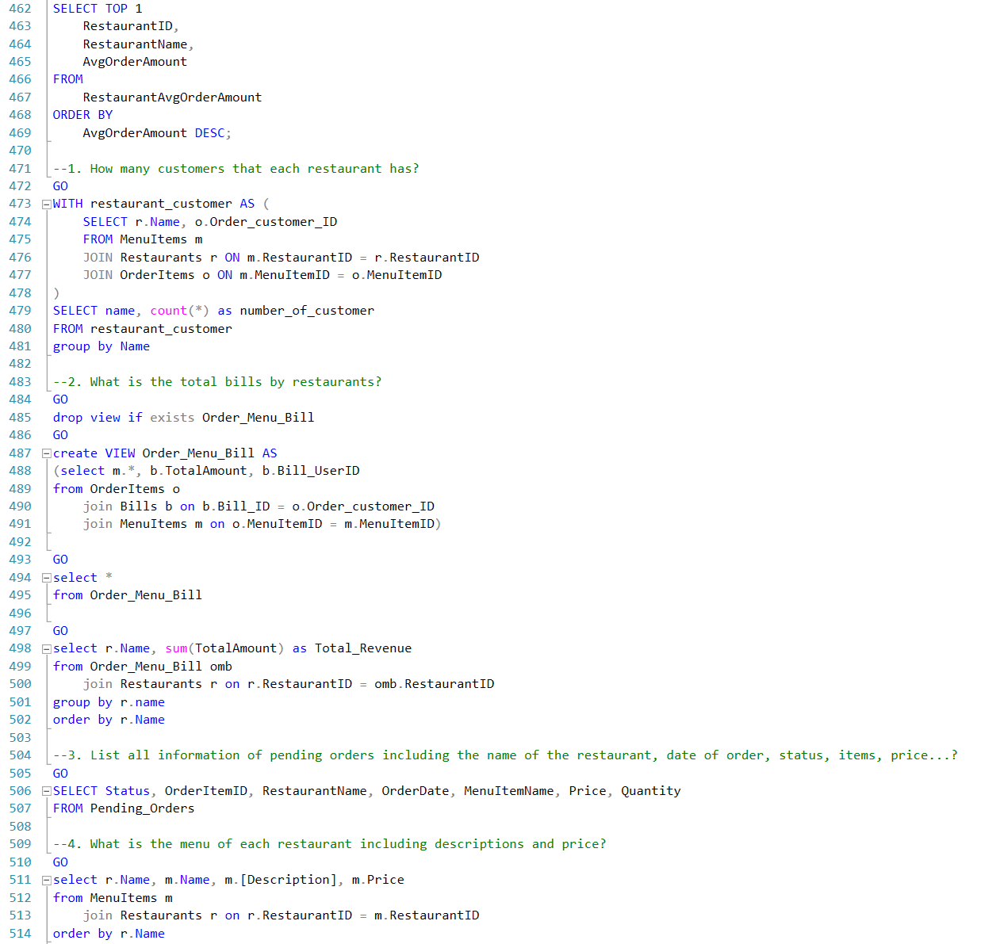 462 SELECT TOP 1
463     RestaurantID,
464     RestaurantName,
465     AvgOrderAmount
466 FROM
467     RestaurantAvgOrderAmount
468 ORDER BY
469     AvgOrderAmount DESC;
470
471 --1. How many customers that each restaurant has?
472 GO
473 WITH restaurant_customer AS (
474     SELECT r.Name, o.Order_customer_ID
475     FROM MenuItems m
476     JOIN Restaurants r ON m.RestaurantID = r.RestaurantID
477     JOIN OrderItems o ON m.MenuItemID = o.MenuItemID
478 )
479 SELECT name, count(*) as number_of_customer
480 FROM restaurant_customer
481 group by Name
482
483 --2. What is the total bills by restaurants?
484 GO
485 drop view if exists Order_Menu_Bill
486 GO
487 create VIEW Order_Menu_Bill AS
488 (select m.*, b.TotalAmount, b.Bill_UserID
489 from OrderItems o
490     join Bills b on b.Bill_ID = o.Order_customer_ID
491     join MenuItems m on o.MenuItemID = m.MenuItemID)
492
493 GO
494 select *
495 from Order_Menu_Bill
496
497 GO
498 select r.Name, sum(TotalAmount) as Total_Revenue
499 from Order_Menu_Bill omb
500     join Restaurants r on r.RestaurantID = omb.RestaurantID
501 group by r.name
502 order by r.Name
503
504 --3. List all information of pending orders including the name of the restaurant, date of order, status, items, price...?
505 GO
506 SELECT Status, OrderItemID, RestaurantName, OrderDate, MenuItemName, Price, Quantity
507 FROM Pending_Orders
508
509 --4. What is the menu of each restaurant including descriptions and price?
510 GO
511 select r.Name, m.Name, m.[Description], m.Price
512 from MenuItems m
513     join Restaurants r on r.RestaurantID = m.RestaurantID
514 order by r.Name